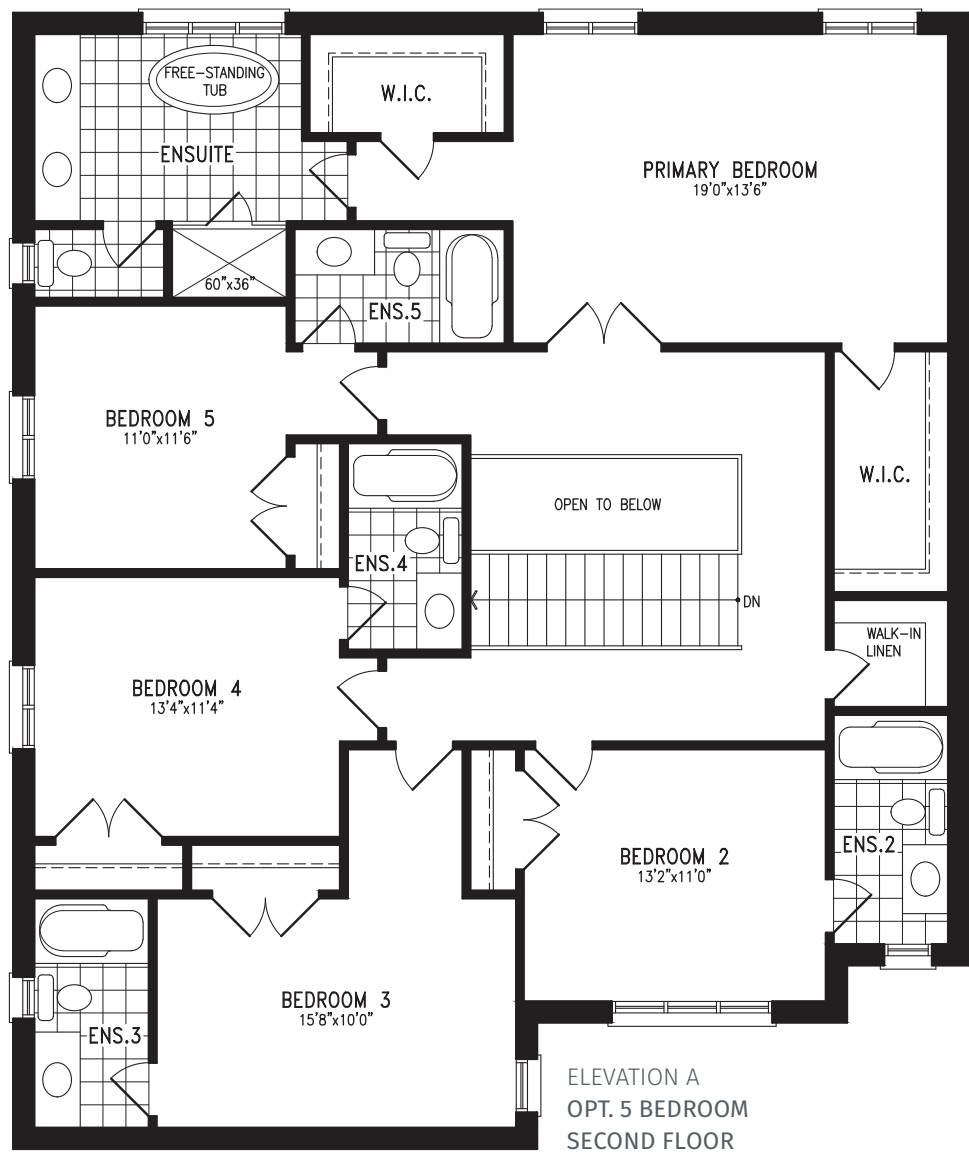 FREE-STANDING
TUB
W.I.C.
ENSUITE
PRIMARY BEDROOM
19'0"x13'6"
60"x36"
ENS.5
BEDROOM 5
11'0"x11'6"
W.I.C.
OPEN TO BELOW
ENS.4
DN
WALK-IN
LINEN
BEDROOM 4
13'4"x11'4"
BEDROOM 2
13'2"x11'0"
ENS.2
BEDROOM 3
15'8"x10'0"
ENS.3
ELEVATION A
OPT. 5 BEDROOM
SECOND FLOOR